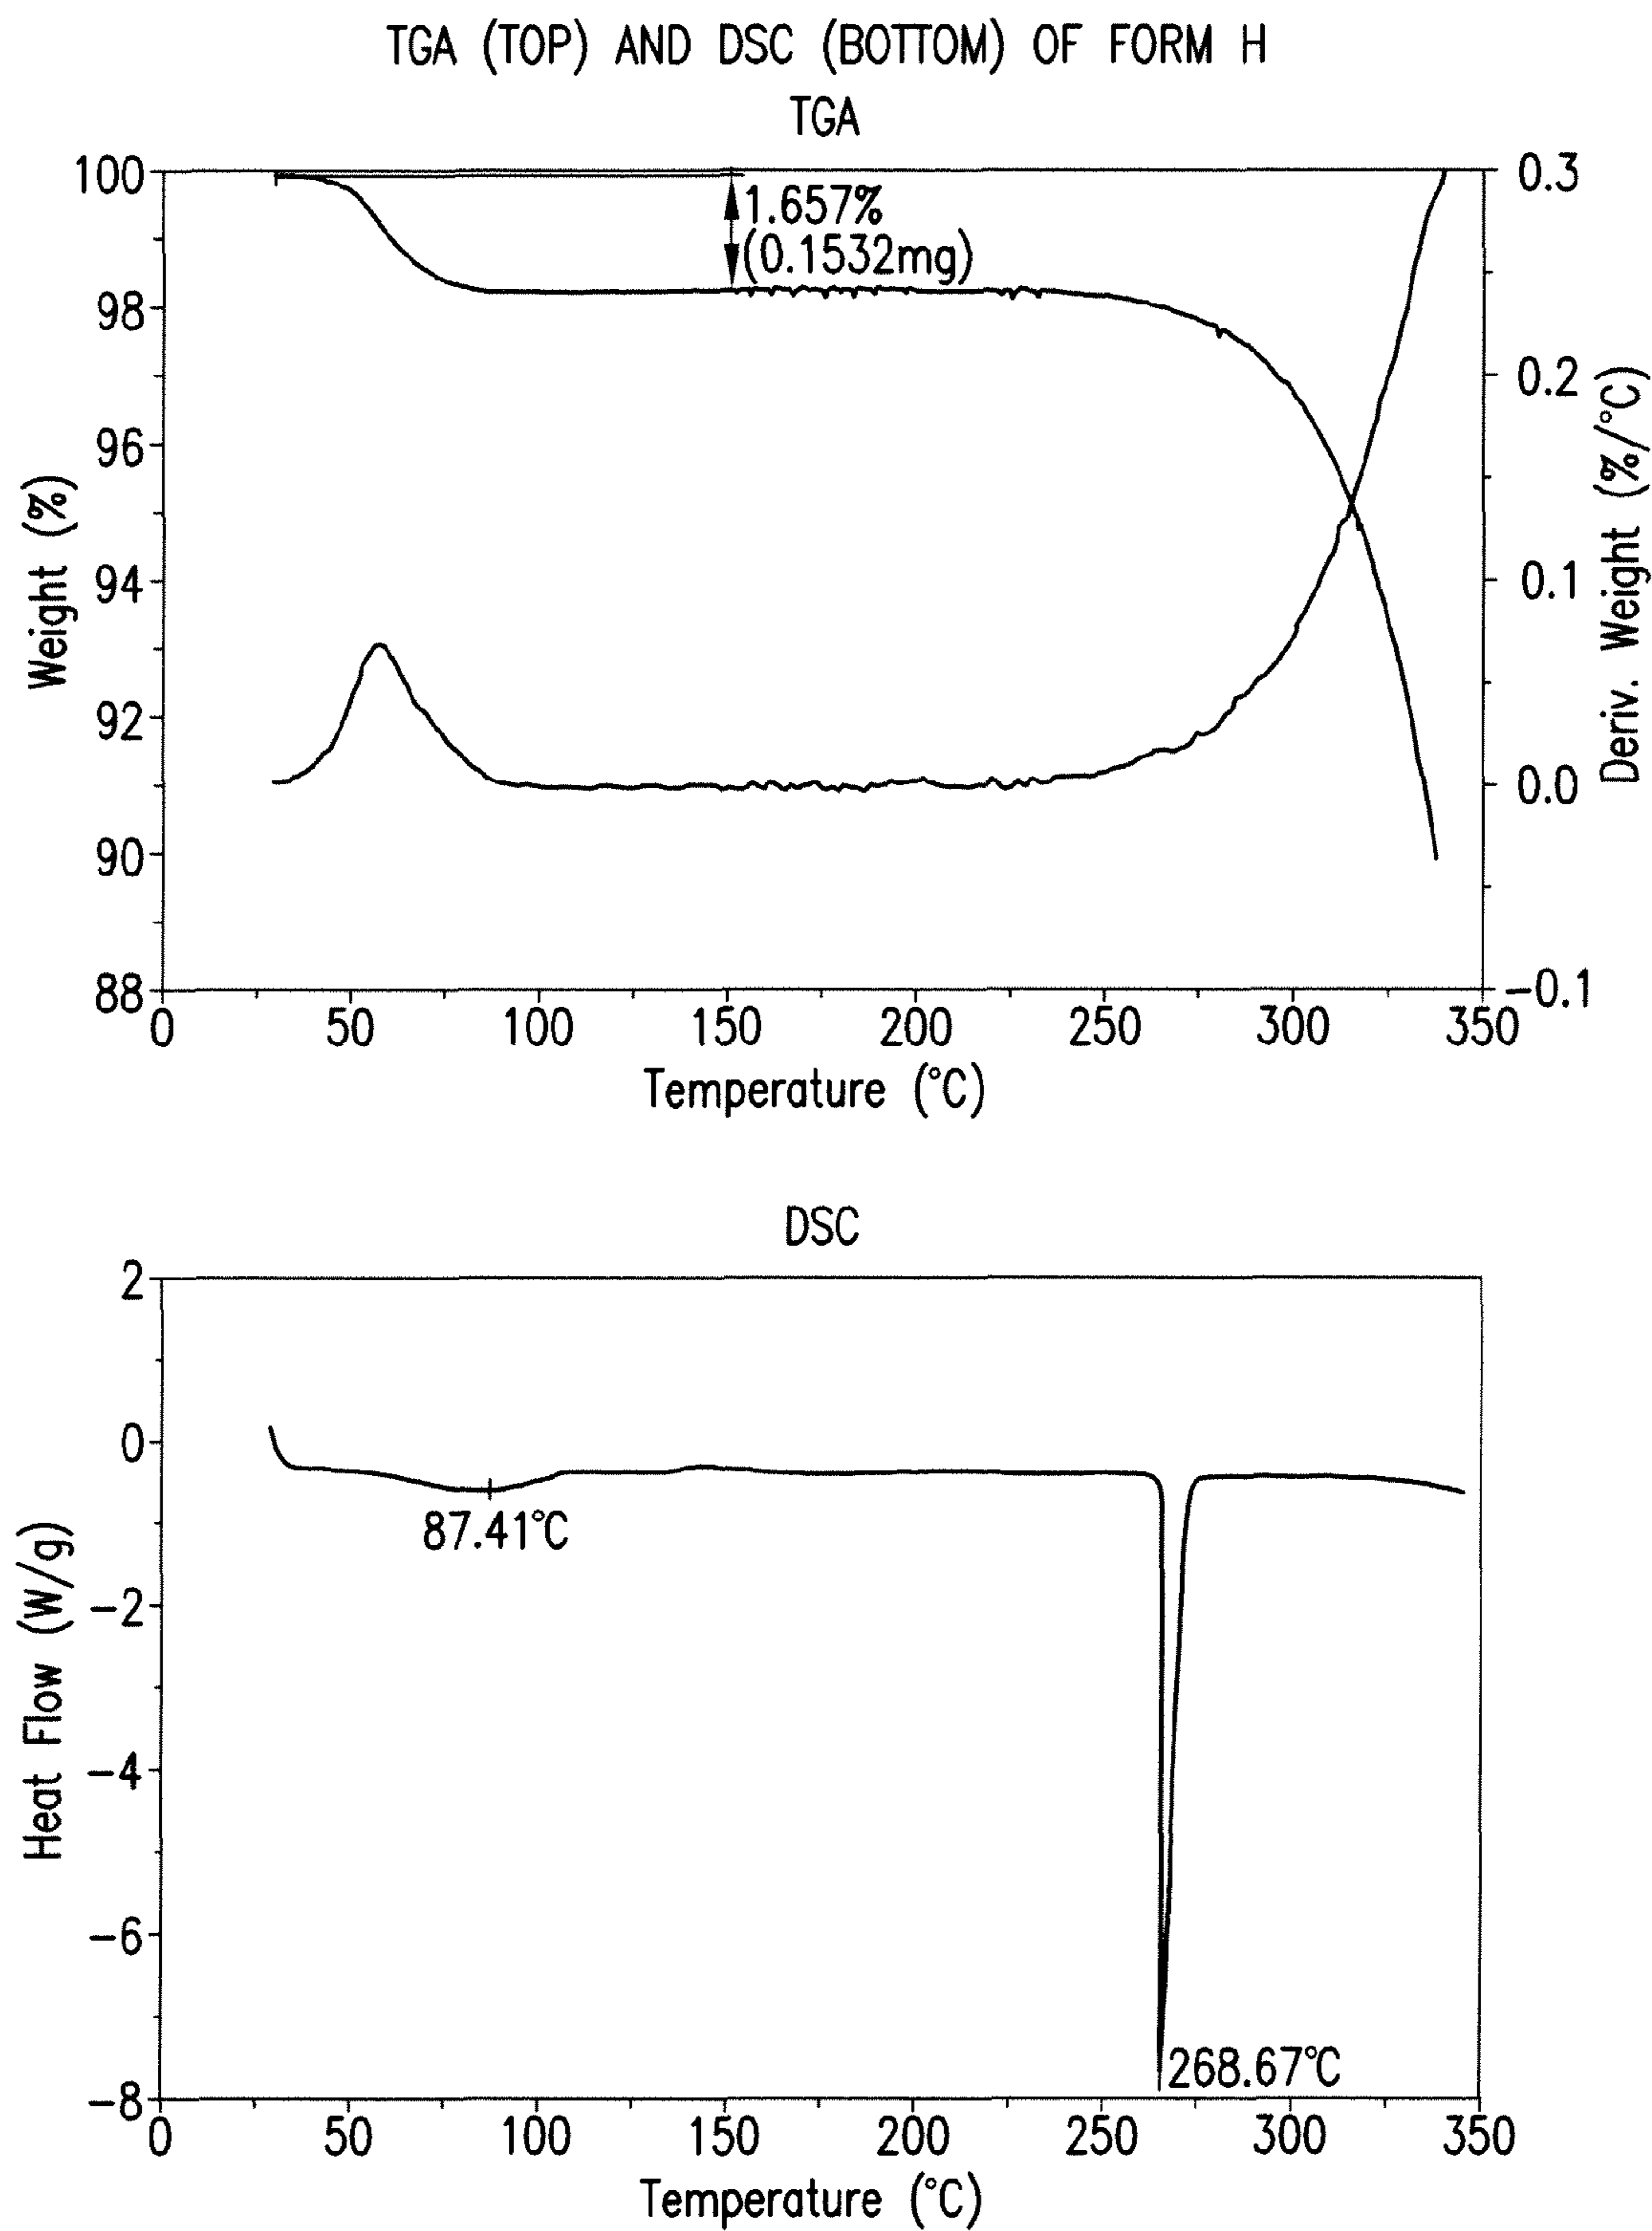 TGA (TOP) AND DSC (BOTTOM) OF FORM H
TGA
100
98
96
94
92
90
88
Weight (%)
1.657%
(0.1532mg)
0.3
0.2
0.1
0.0
-0.1
Deriv. Weight (%/°C)
0 50 100 150 200 250 300 350
Temperature (°C)
DSC
2
0
-2
-4
-6
-8
Heat Flow (W/g)
87.41°C
268.67°C
0 50 100 150 200 250 300 350
Temperature (°C)